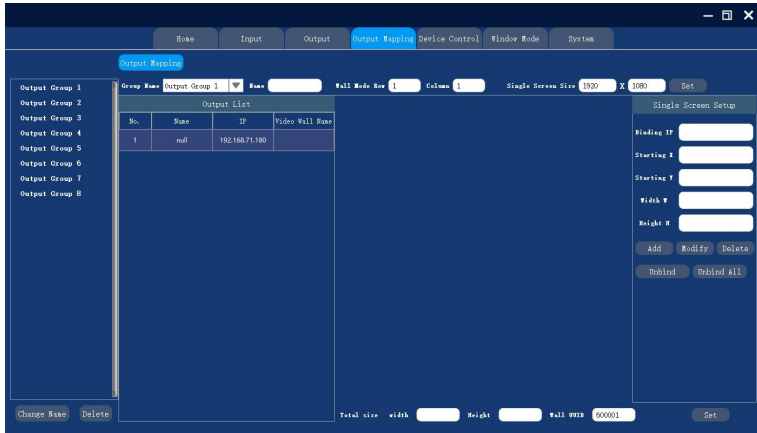 Home Input Output Output Mapping Device Control Window Mode System
Output Mapping
Group Name Output Group 1 Name Wall Mode Row 1 Column 1 Single Screen Size 1920 X 1080 Set
Output Group 1
Output Group 2
Output Group 3
Output Group 4
Output Group 5
Output Group 6
Output Group 7
Output Group 8
Change Name Delete
Output List
No. Name IP Video Wall Name
1 null 192.168.71.180
Single Screen Setup
Binding IP
Starting X
Starting Y
Width W
Height H
Add Modify Delete
Unbind Unbind All
Total size width Height Wall UUID 600001 Set